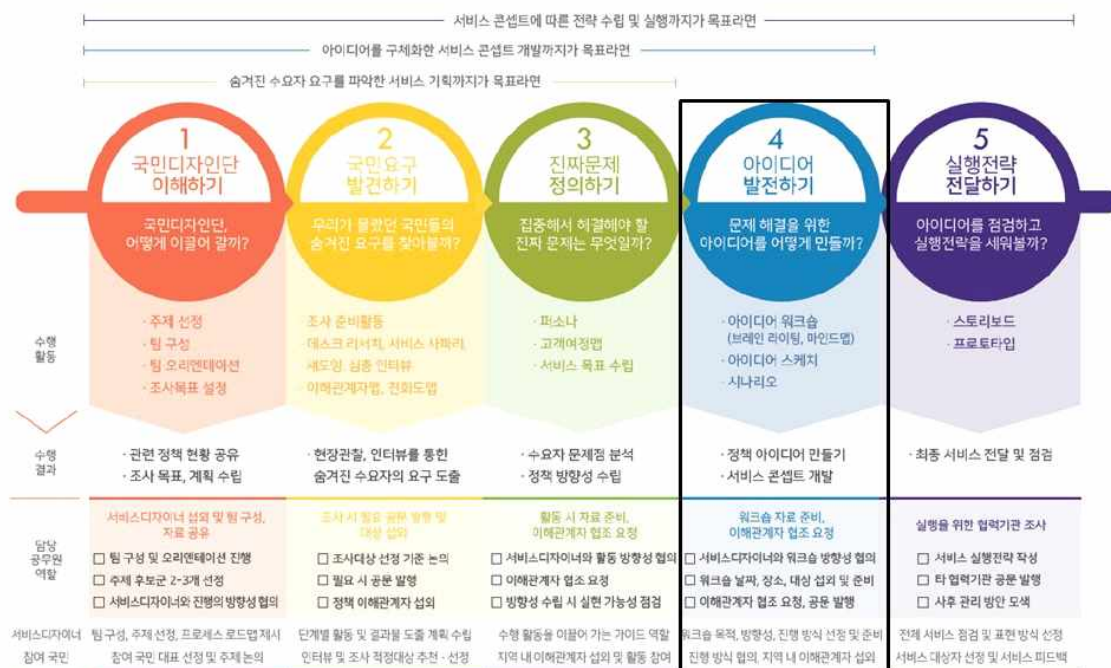 서비스 콘셉트에 따른 전략 수립 및 실행까지가 목표라면
아이디어를 구체화한 서비스 콘셉트 개발까지가 목표라면
숨겨진 수요자 요구를 파악한 서비스 기획까지가 목표라면
1
국민디자인단
이해하기
국민디자인단,
어떻게 이끌어 갈까?
2
국민요구
발견하기
우리가 몰랐던 국민들의
숨겨진 요구를 찾아볼까?
3
진짜문제
정의하기
집중해서 해결해야 할
진짜 문제는 무엇일까?
4
아이디어
발전하기
문제 해결을 위한
아이디어를 어떻게 만들까?
5
실행전략
전달하기
아이디어를 점검하고
실행전략을 세워볼까?
수행
활동
· 주제 선정
· 팀 구성
· 팀 오리엔테이션
· 조사목표 설정
· 조사 준비활동
· 데스크 리서치, 서비스 사파리,
섀도잉, 심층 인터뷰
· 이해관계자맵, 친화도맵
· 퍼소나
· 고객여정맵
· 서비스 목표 수립
· 아이디어 워크숍
(브레인 라이팅, 마인드맵)
· 아이디어 스케치
· 시나리오
· 스토리보드
· 프로토타입
수행
결과
· 관련 정책 현황 공유
· 조사 목표, 계획 수립
· 현장관찰, 인터뷰를 통한
숨겨진 수요자의 요구 도출
· 수요자 문제점 분석
· 정책 방향성 수립
· 정책 아이디어 만들기
· 서비스 콘셉트 개발
· 최종 서비스 전달 및 점검
담당
공무원
역할
서비스디자이너 섭외 및 팀 구성,
자료 공유
□ 팀 구성 및 오리엔테이션 진행
□ 주제 후보군 2-3개 선정
□ 서비스디자이너와 진행의 방향성 협의
조사 시 필요 공문 발행 및
대상 섭외
□ 조사대상 선정 기준 논의
□ 필요 시 공문 발행
□ 정책 이해관계자 섭외
활동 시 자료 준비,
이해관계자 협조 요청
□ 서비스디자이너와 활동 방향성 협의
□ 이해관계자 협조 요청
□ 방향성 수립 시 실현 가능성 점검
워크숍 자료 준비,
이해관계자 협조 요청
□ 서비스디자이너와 워크숍 방향성 협의
□ 워크숍 날짜, 장소, 대상 섭외 및 준비
□ 이해관계자 협조 요청, 공문 발행
실행을 위한 협력기관 조사
□ 서비스 실행전략 작성
□ 타 협력기관 공문 발행
□ 사후 관리 방안 모색
서비스디자이너
참여 국민
팀 구성, 주제 선정, 프로세스 로드맵 제시
참여 국민 대표 선정 및 주제 논의
단계별 활동 및 결과물 도출 계획 수립
인터뷰 및 조사 적정대상 추천·선정
수행 활동을 이끌어 가는 가이드 역할
지역 내 이해관계자 섭외 및 활동 참여
워크숍 목적, 방향성, 진행 방식 선정 및 준비
진행 방식 협의, 지역 내 이해관계자 섭외
전체 서비스 점검 및 표현 방식 선정
서비스 대상자 선정 및 서비스 피드백